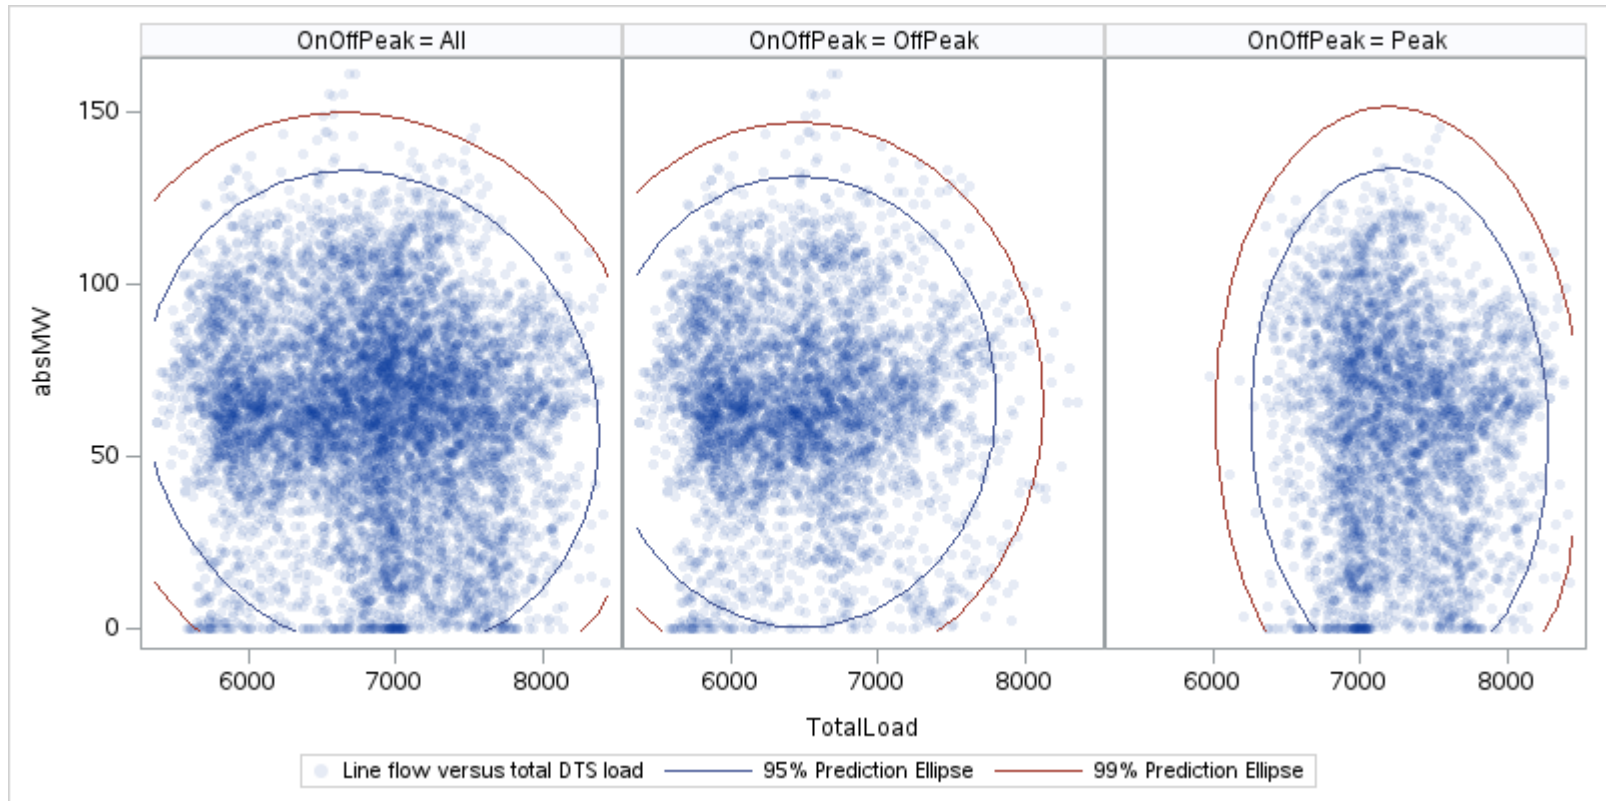 OnOffPeak = All
OnOffPeak = OffPeak
OnOffPeak = Peak
150
100
50
0
absMW
6000 7000 8000
6000 7000 8000
6000 7000 8000
TotalLoad
Line flow versus total DTS load
95% Prediction Ellipse
99% Prediction Ellipse